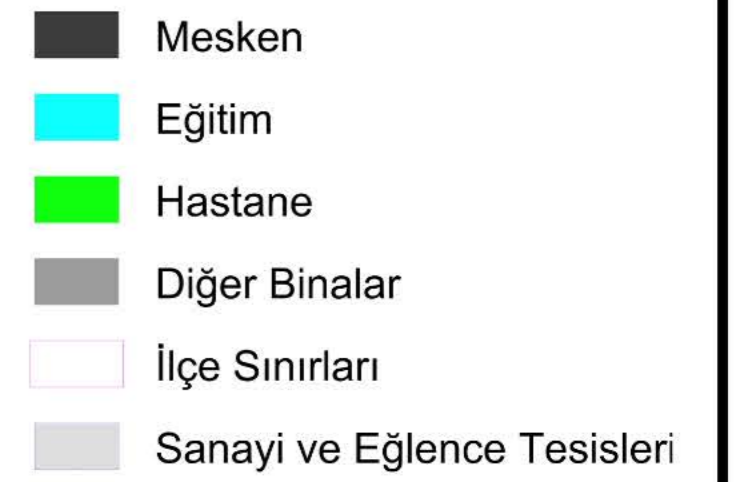 Mesken
Eğitim
Hastane
Diğer Binalar
İlçe Sınırları
Sanayi ve Eğlence Tesisleri